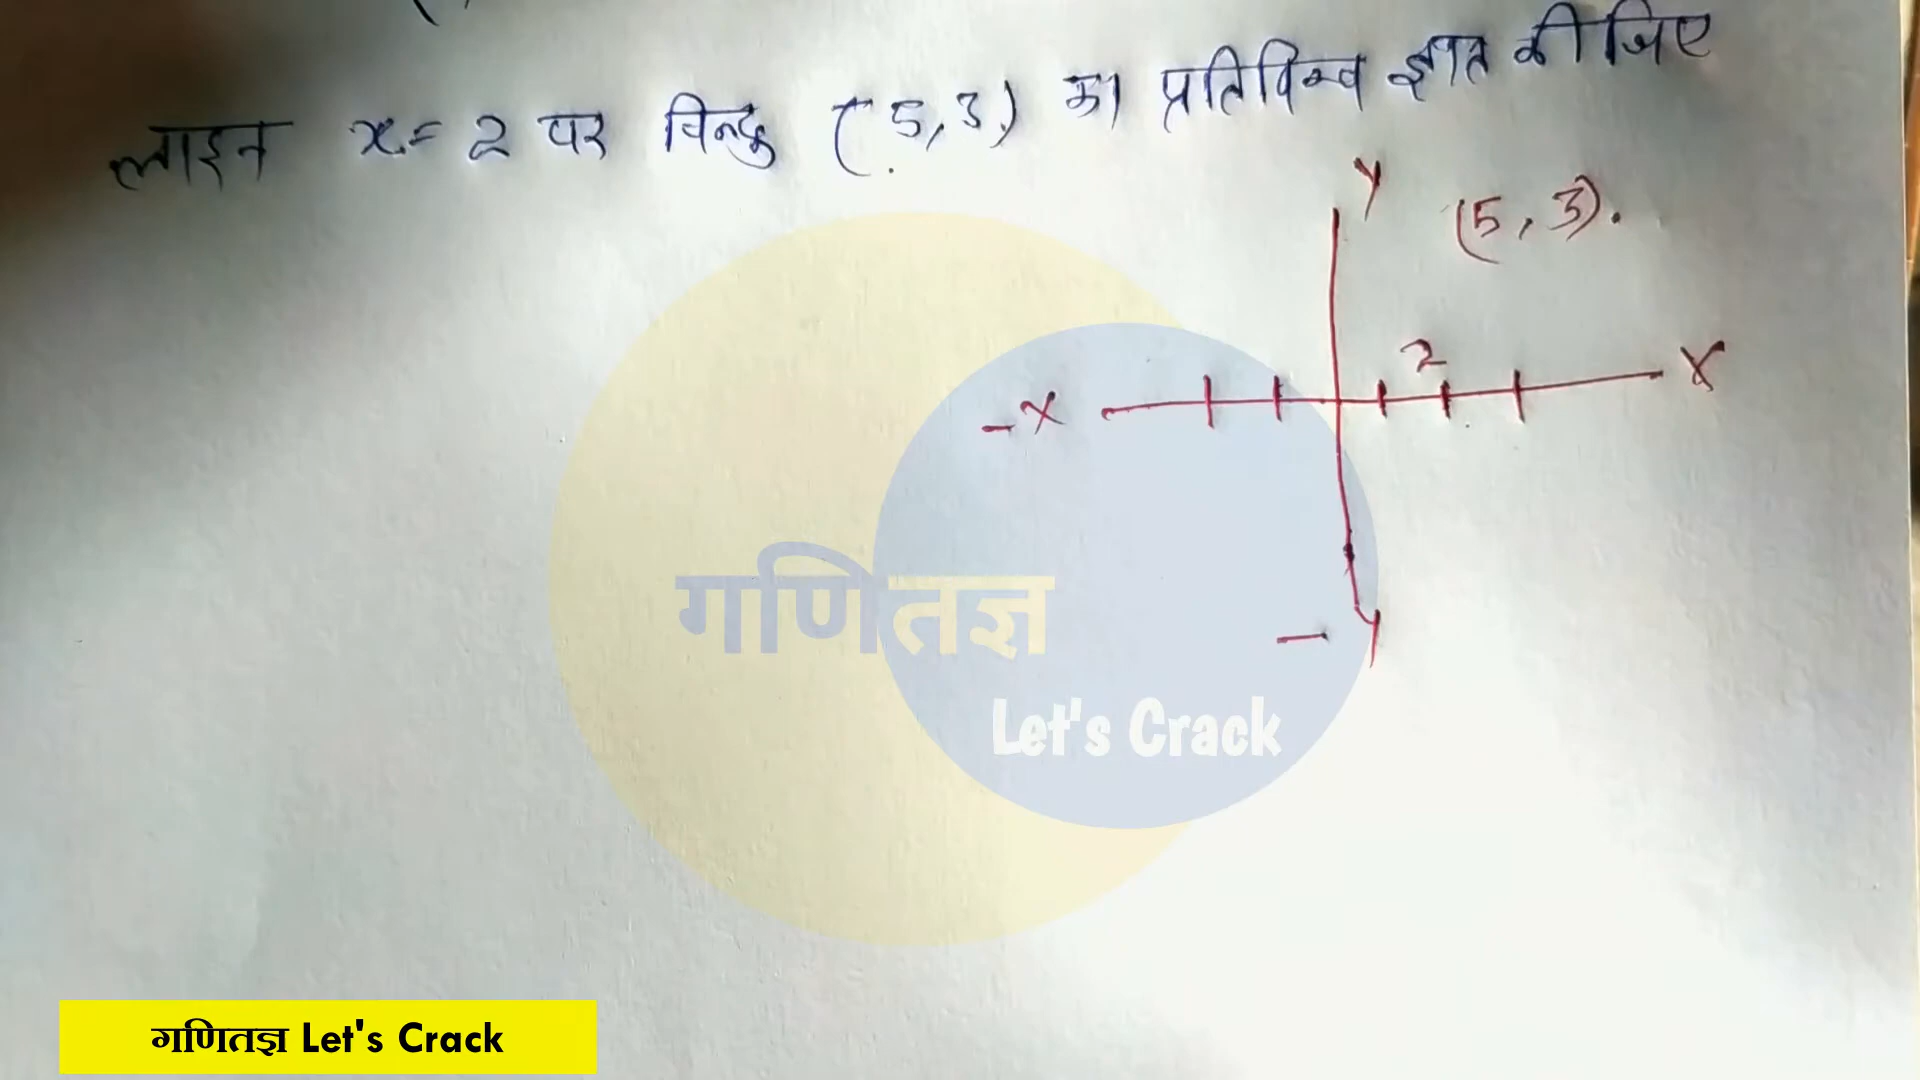 लाइन x = 2 पर बिन्दु (5, 3) का प्रतिबिम्ब ज्ञात कीजिए
Y
(5, 3).
2
X
-X
-Y
गणितज्ञ
Let's Crack
गणितज्ञ Let's Crack